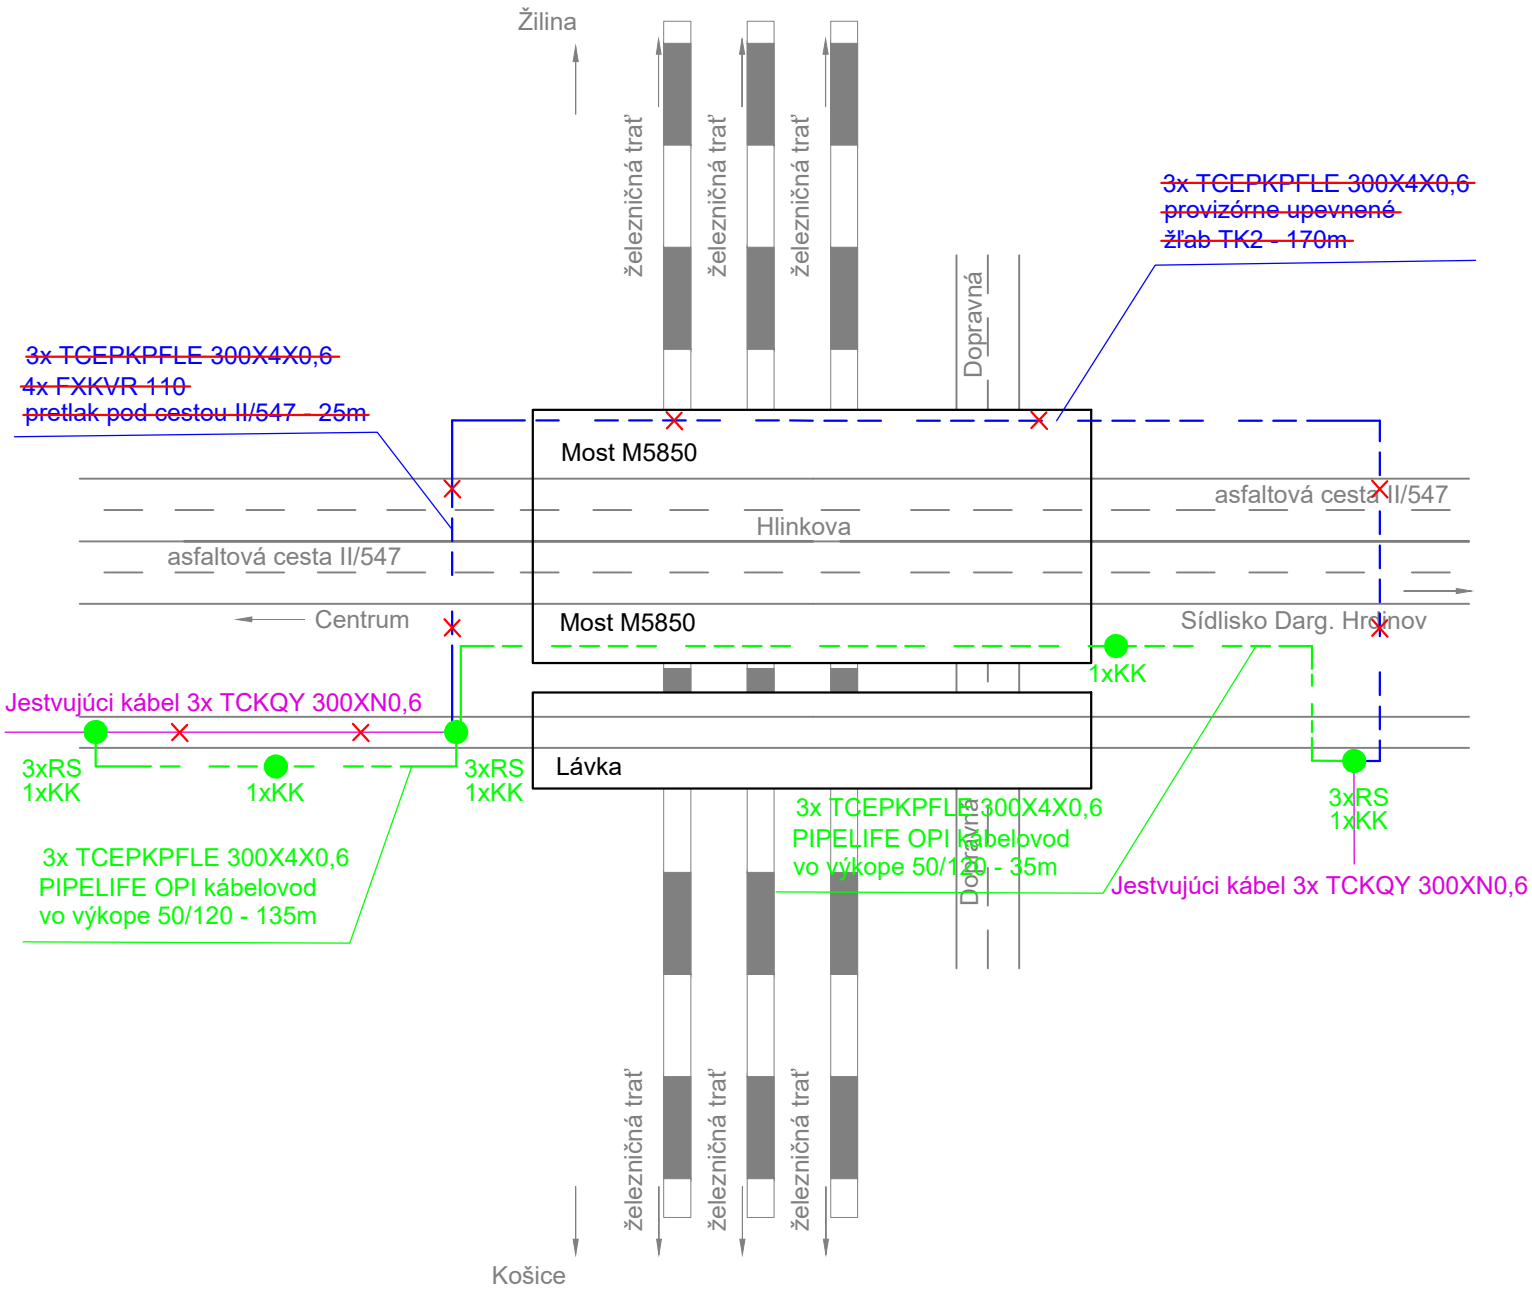 Žilina
železničná trať
železničná trať
železničná trať
Dopravná
3x TCEPKPFLE 300X4X0,6
provizórne upevnené
žľab TK2 - 170m
3x TCEPKPFLE 300X4X0,6
4x FXKVR 110
pretlak pod cestou II/547 - 25m
Most M5850
asfaltová cesta II/547
Hlinkova
asfaltová cesta II/547
Centrum
Most M5850
Sídlisko Darg. Hrdinov
1xKK
Jestvujúci kábel 3x TCKQY 300XN0,6
3xRS
1xKK
1xKK
3xRS
1xKK
Lávka
3xRS
1xKK
3x TCEPKPFLE 300X4X0,6
PIPELIFE OPI kábelovod
vo výkope 50/120 - 35m
Dopravná
Jestvujúci kábel 3x TCKQY 300XN0,6
3x TCEPKPFLE 300X4X0,6
PIPELIFE OPI kábelovod
vo výkope 50/120 - 135m
železničná trať
železničná trať
železničná trať
Košice